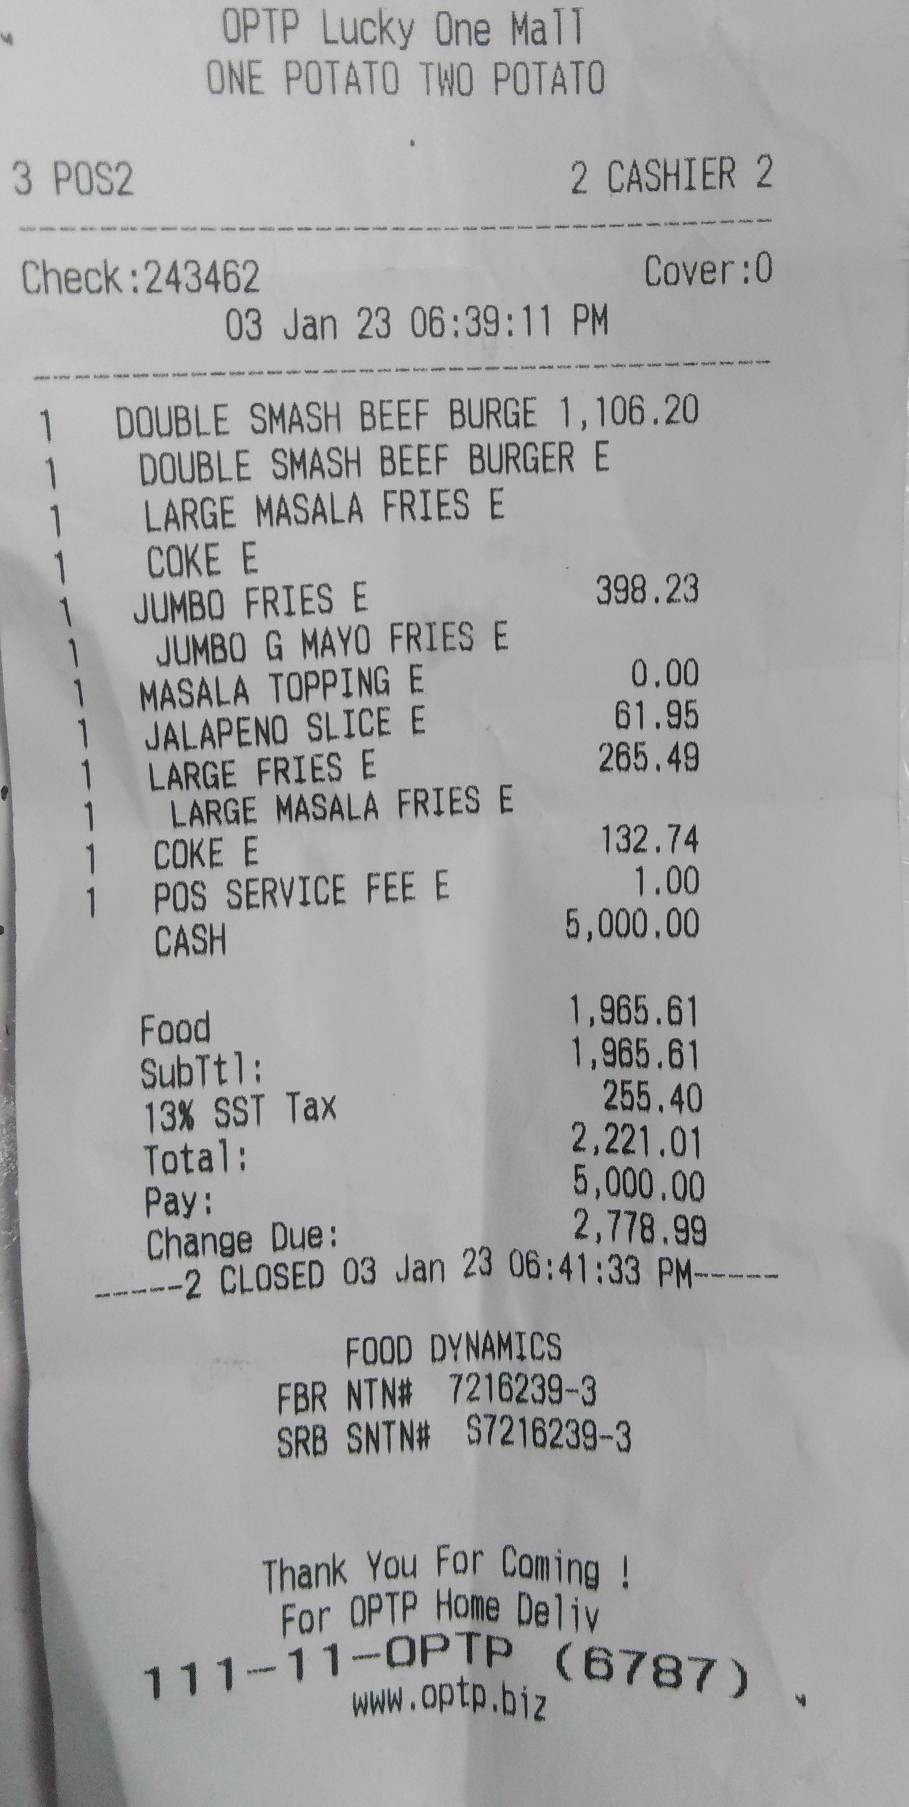 OPTP Lucky One Mall
ONE POTATO TWO POTATO
3 POS2 2 CASHIER 2
Check:243462 Cover:0
03 Jan 23 06:39:11 PM
1 DOUBLE SMASH BEEF BURGE 1,106.20
1 DOUBLE SMASH BEEF BURGER E
1 LARGE MASALA FRIES E
1 COKE E
1 JUMBO FRIES E 398.23
1 JUMBO G MAYO FRIES E
1 MASALA TOPPING E 0.00
1 JALAPENO SLICE E 61.95
1 LARGE FRIES E 265.49
1 LARGE MASALA FRIES E
1 COKE E 132.74
1 POS SERVICE FEE E 1.00
CASH 5,000.00
Food 1,965.61
SubTtl: 1,965.61
13% SST Tax 255.40
Total: 2,221.01
Pay: 5,000.00
Change Due: 2,778.99
------2 CLOSED 03 Jan 23 06:41:33 PM-----
FOOD DYNAMICS
FBR NTN# 7216239-3
SRB SNTN# S7216239-3
Thank You For Coming !
For OPTP Home Deliv
111-11-OPTP (6787)
www.optp.biz